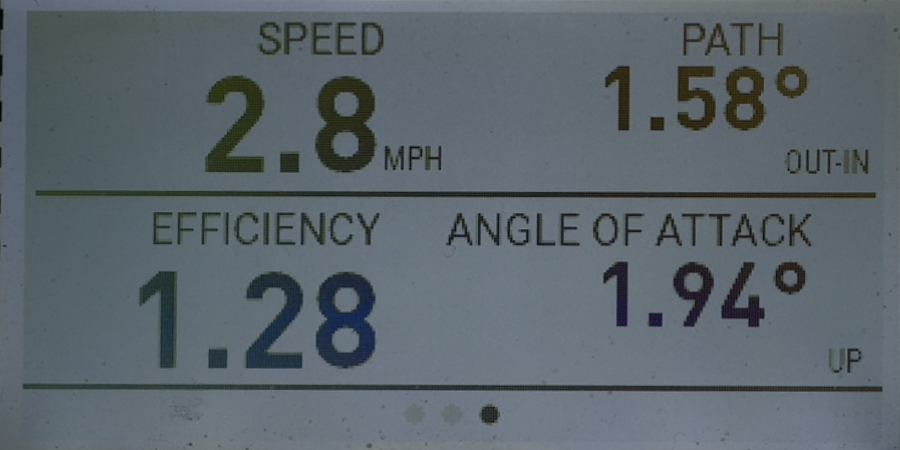 SPEED
2.8 MPH
PATH
1.58°
OUT-IN
EFFICIENCY
1.28
ANGLE OF ATTACK
1.94°
UP